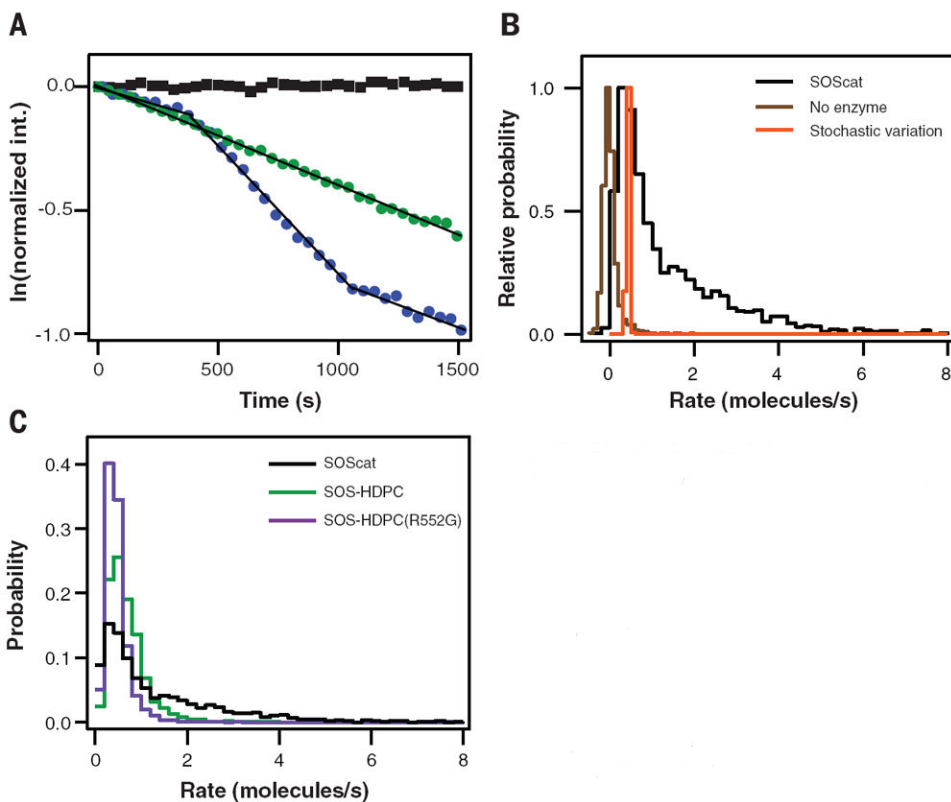 A
ln(normalized int.)
0.0
-0.5
-1.0
0
500
1000
1500
Time (s)
B
Relative probability
1.0
0.5
0.0
SOScat
No enzyme
Stochastic variation
0
2
4
6
8
Rate (molecules/s)
C
Probability
0.4
0.3
0.2
0.1
0.0
SOScat
SOS-HDPC
SOS-HDPC(R552G)
0
2
4
6
8
Rate (molecules/s)